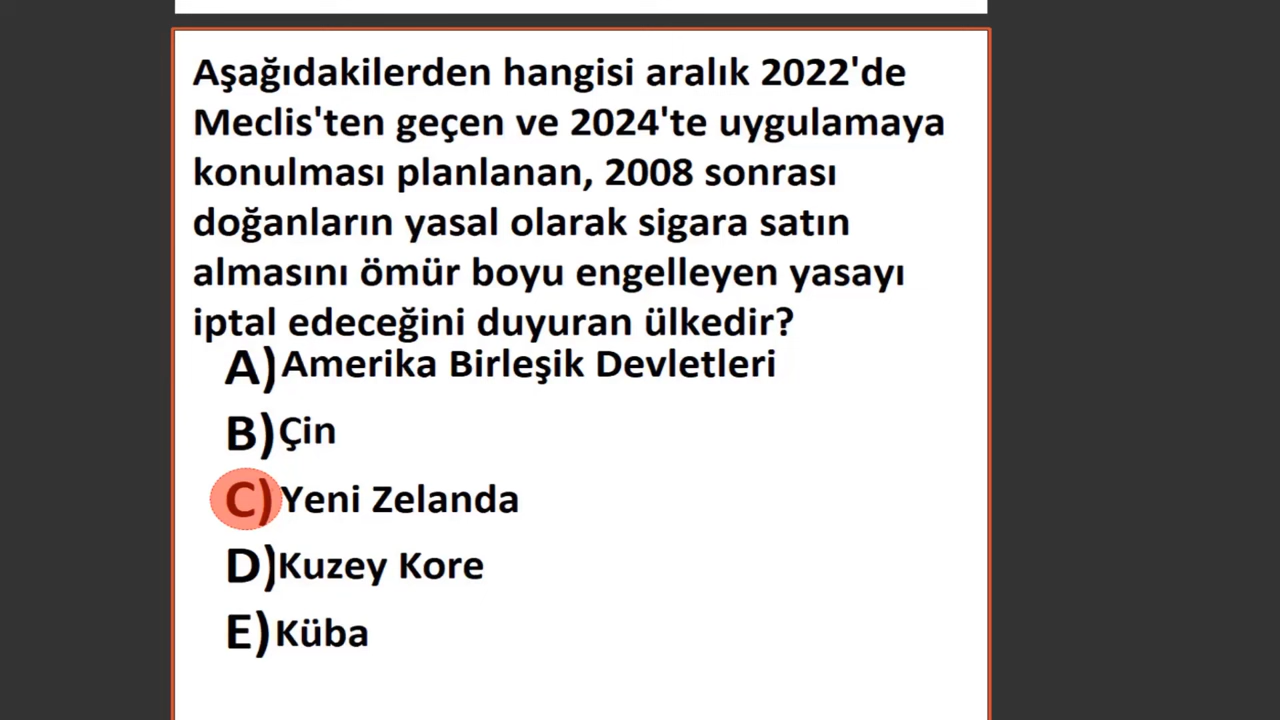 Aşağıdakilerden hangisi aralık 2022'de
Meclis'ten geçen ve 2024'te uygulamaya
konulması planlanan, 2008 sonrası
doğanların yasal olarak sigara satın
almasını ömür boyu engelleyen yasayı
iptal edeceğini duyuran ülkedir?
A) Amerika Birleşik Devletleri
B) Çin
C) Yeni Zelanda
D) Kuzey Kore
E) Küba